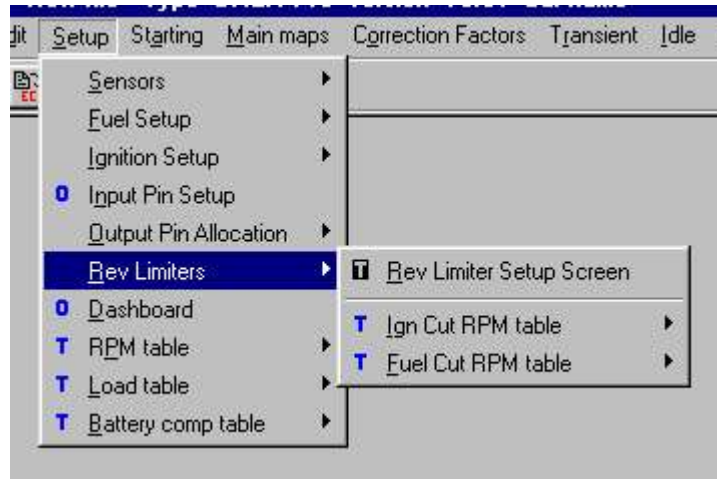 Setup Starting Main maps Correction Factors Transient Idle
Sensors
Fuel Setup
Ignition Setup
O Input Pin Setup
Output Pin Allocation
Rev Limiters
O Dashboard
T RPM table
T Load table
T Battery comp table
T Rev Limiter Setup Screen
T Ign Cut RPM table
T Fuel Cut RPM table